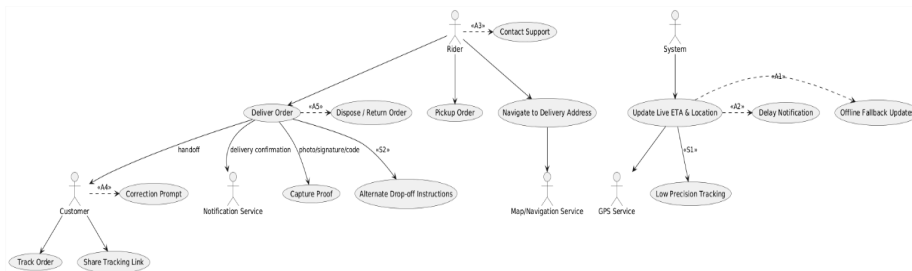 «A3»
Contact Support
Rider
System
«A1»
Deliver Order
«A5»
Dispose / Return Order
Pickup Order
Navigate to Delivery Address
Update Live ETA & Location
«A2»
Delay Notification
Offline Fallback Updates
handoff
delivery confirmation
photo/signature/code
«S2»
«S1»
«A4»
Correction Prompt
Customer
Notification Service
Capture Proof
Alternate Drop-off Instructions
Map/Navigation Service
GPS Service
Low Precision Tracking
Track Order
Share Tracking Link